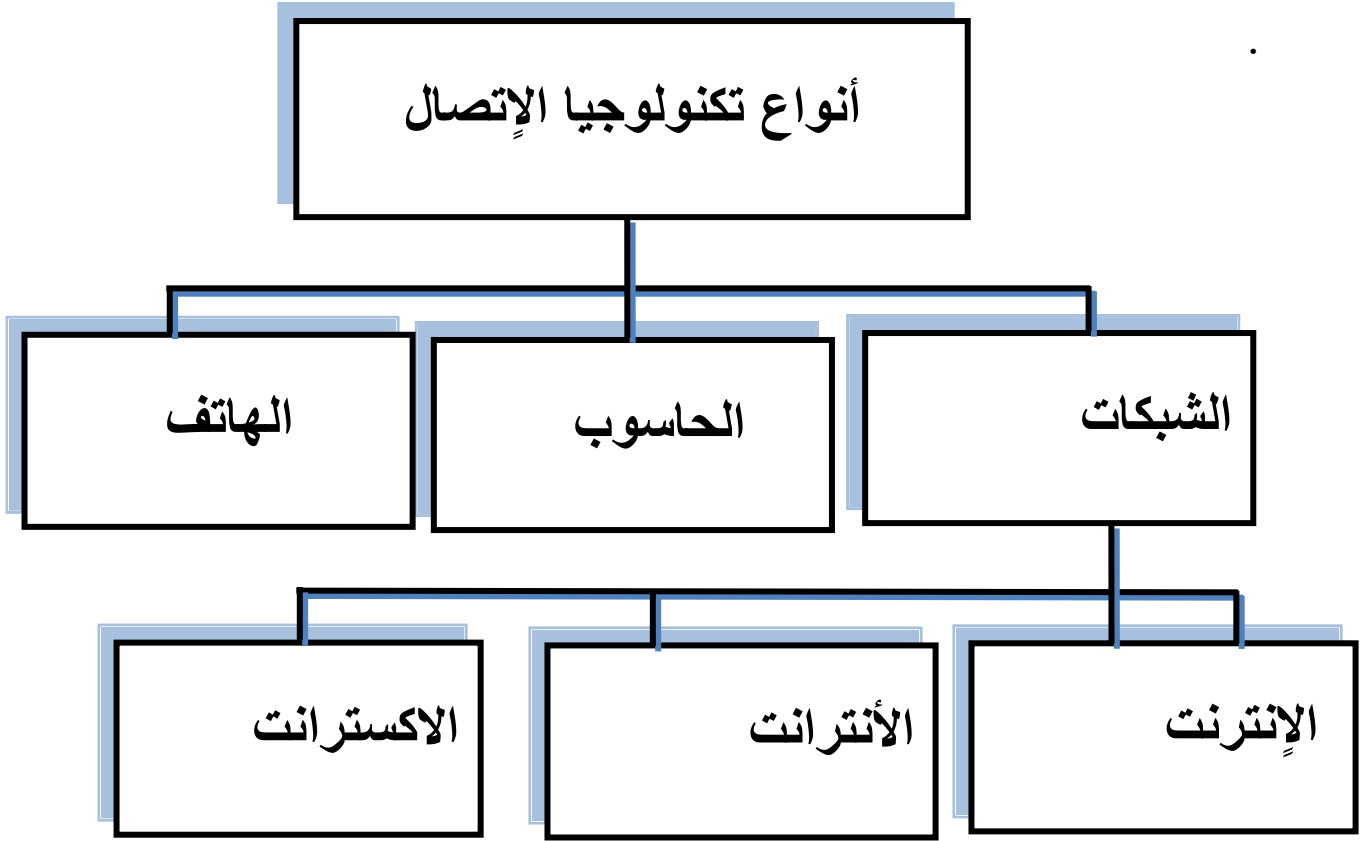 أنواع تكنولوجيا الإتصال
الشبكات
الحاسوب
الهاتف
الإنترنت
الأنترانت
الاكسترانت